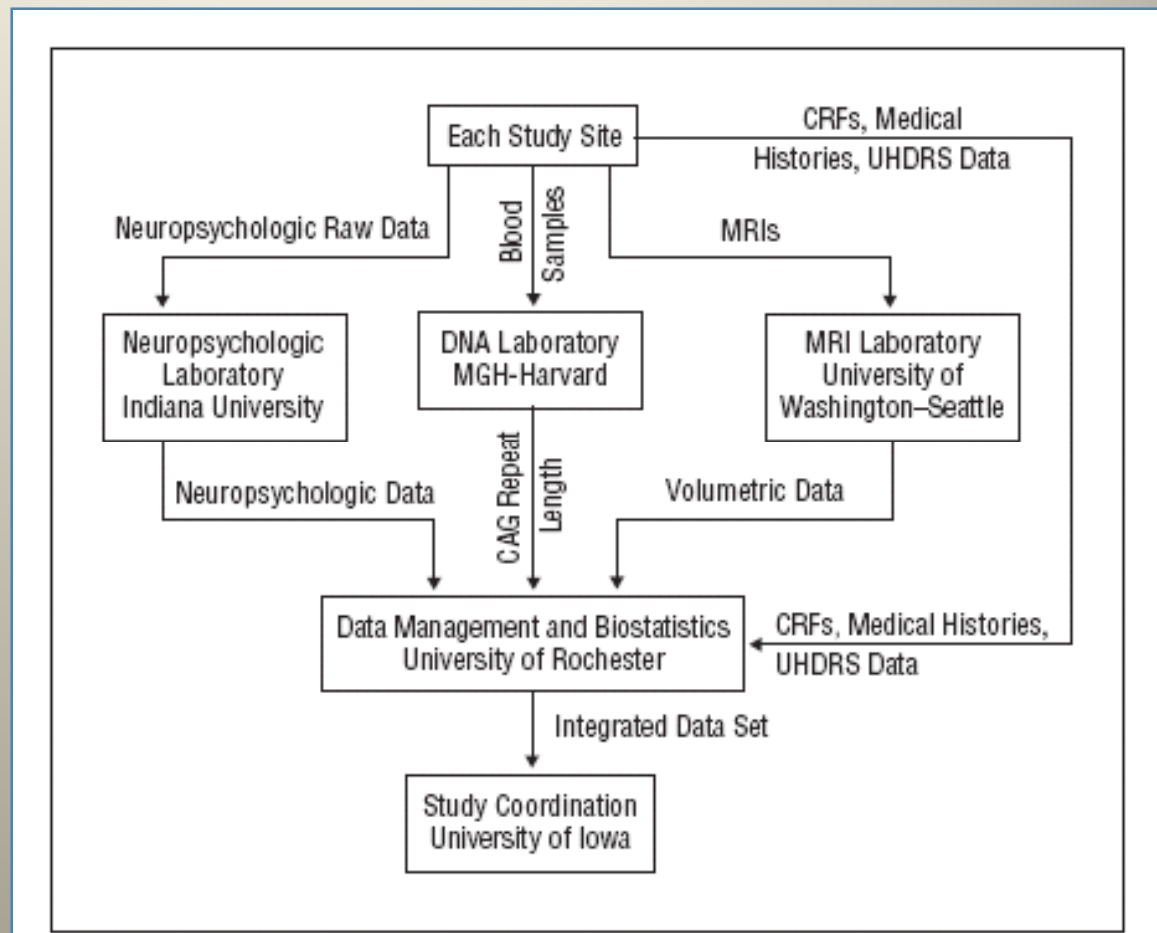 Each Study Site
CRFs, Medical
Histories, UHDRS Data
Neuropsychologic Raw Data
Blood
Samples
MRIs
Neuropsychologic
Laboratory
Indiana University
DNA Laboratory
MGH-Harvard
MRI Laboratory
University of
Washington–Seattle
Neuropsychologic Data
CAG Repeat
Length
Volumetric Data
Data Management and Biostatistics
University of Rochester
CRFs, Medical Histories,
UHDRS Data
Integrated Data Set
Study Coordination
University of Iowa